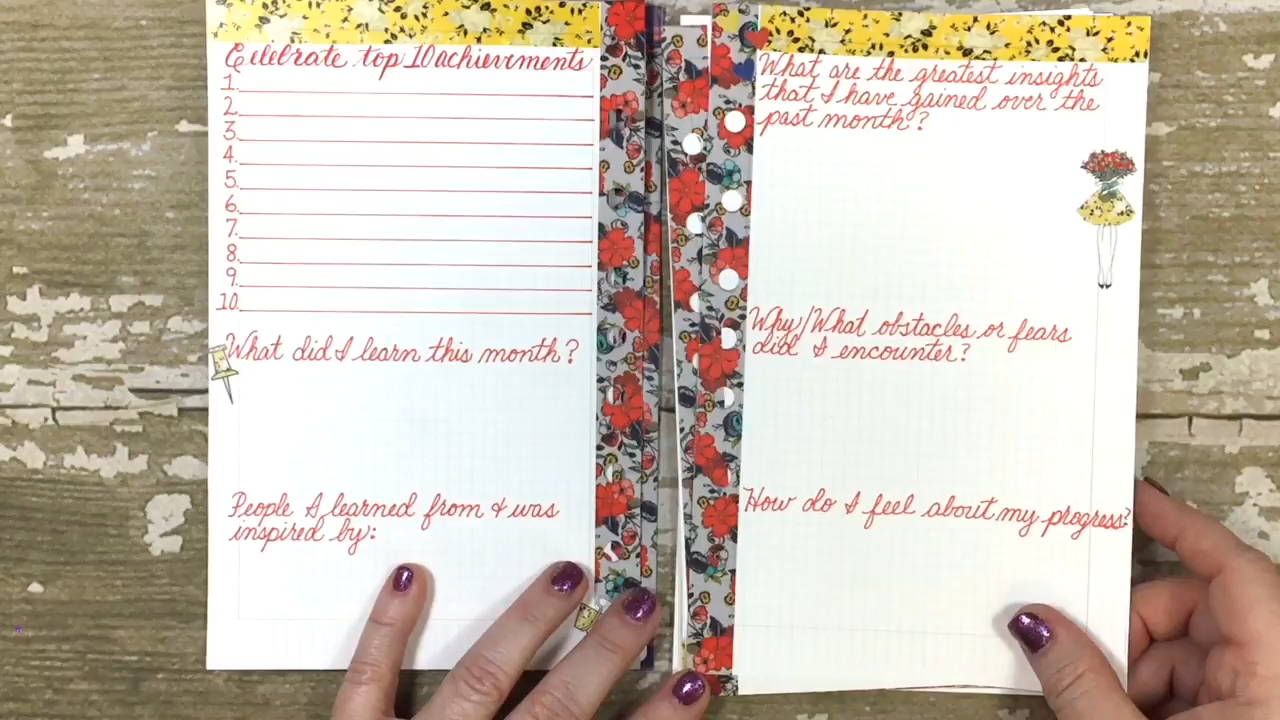 Celebrate top 10 achievements
1.
2.
3.
4.
5.
6.
7.
8.
9.
10.
What did I learn this month?
People I learned from & was
inspired by:
What are the greatest insights
that I have gained over the
past month?
Why/What obstacles or fears
did I encounter?
How do I feel about my progress?